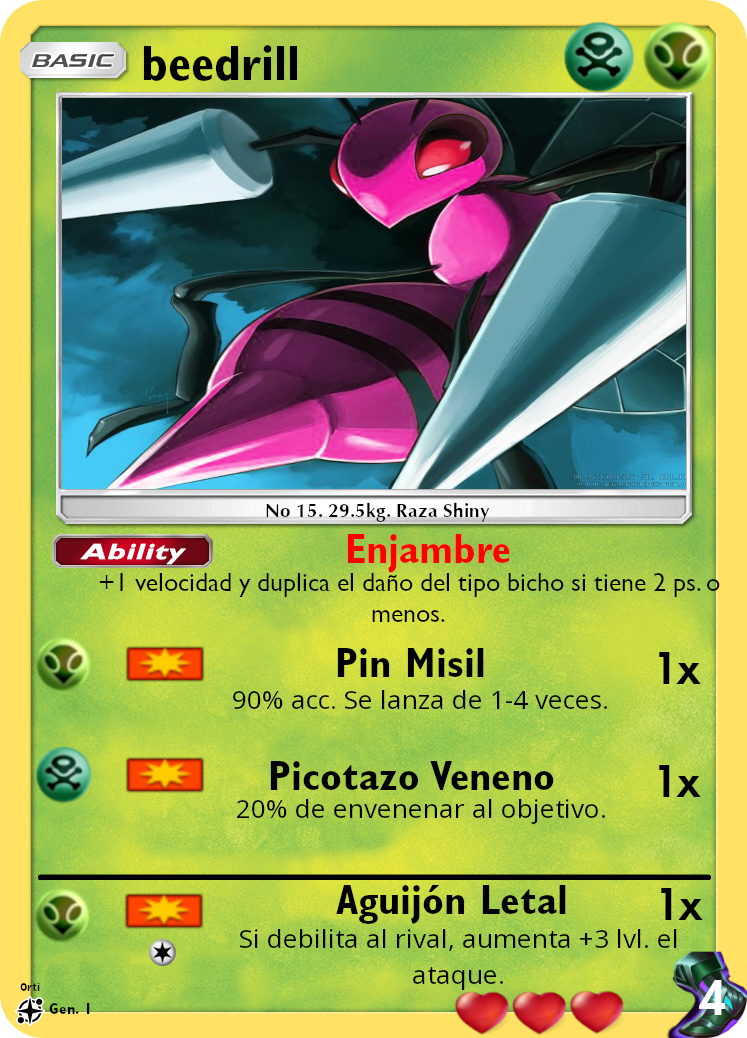 BASIC
beedrill
No 15. 29.5kg. Raza Shiny
Ability
Enjambre
+1 velocidad y duplica el daño del tipo bicho si tiene 2 ps. o
menos.
Pin Misil
1x
90% acc. Se lanza de 1-4 veces.
Picotazo Veneno
1x
20% de envenenar al objetivo.
Aguijón Letal
1x
Si debilita al rival, aumenta +3 lvl. el
ataque.
Orti
Gen. 1
4